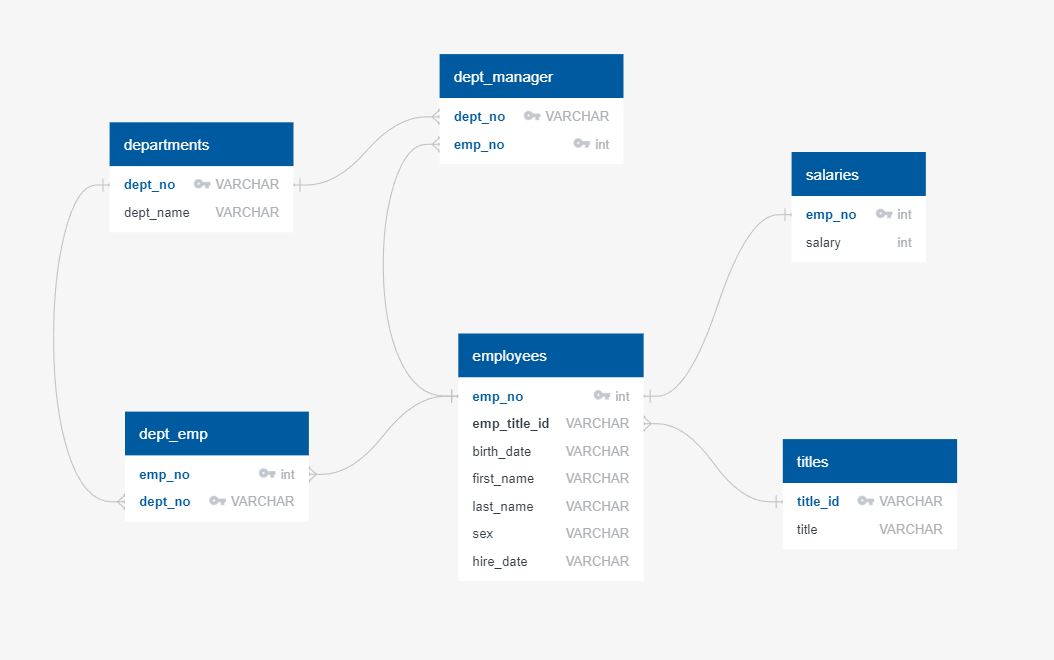 dept_manager
dept_no VARCHAR
emp_no int
departments
dept_no VARCHAR
dept_name VARCHAR
salaries
emp_no int
salary int
employees
emp_no int
emp_title_id VARCHAR
birth_date VARCHAR
first_name VARCHAR
last_name VARCHAR
sex VARCHAR
hire_date VARCHAR
dept_emp
emp_no int
dept_no VARCHAR
titles
title_id VARCHAR
title VARCHAR